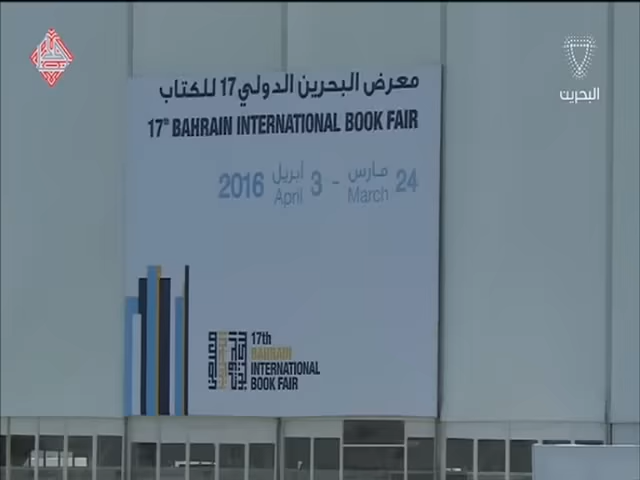 معرض البحرين الدولي 17 للكتاب
17th BAHRAIN INTERNATIONAL BOOK FAIR
24 مارس - 3 أبريل 2016
March April
17th
BAHRAIN
INTERNATIONAL
BOOK FAIR
البحرين